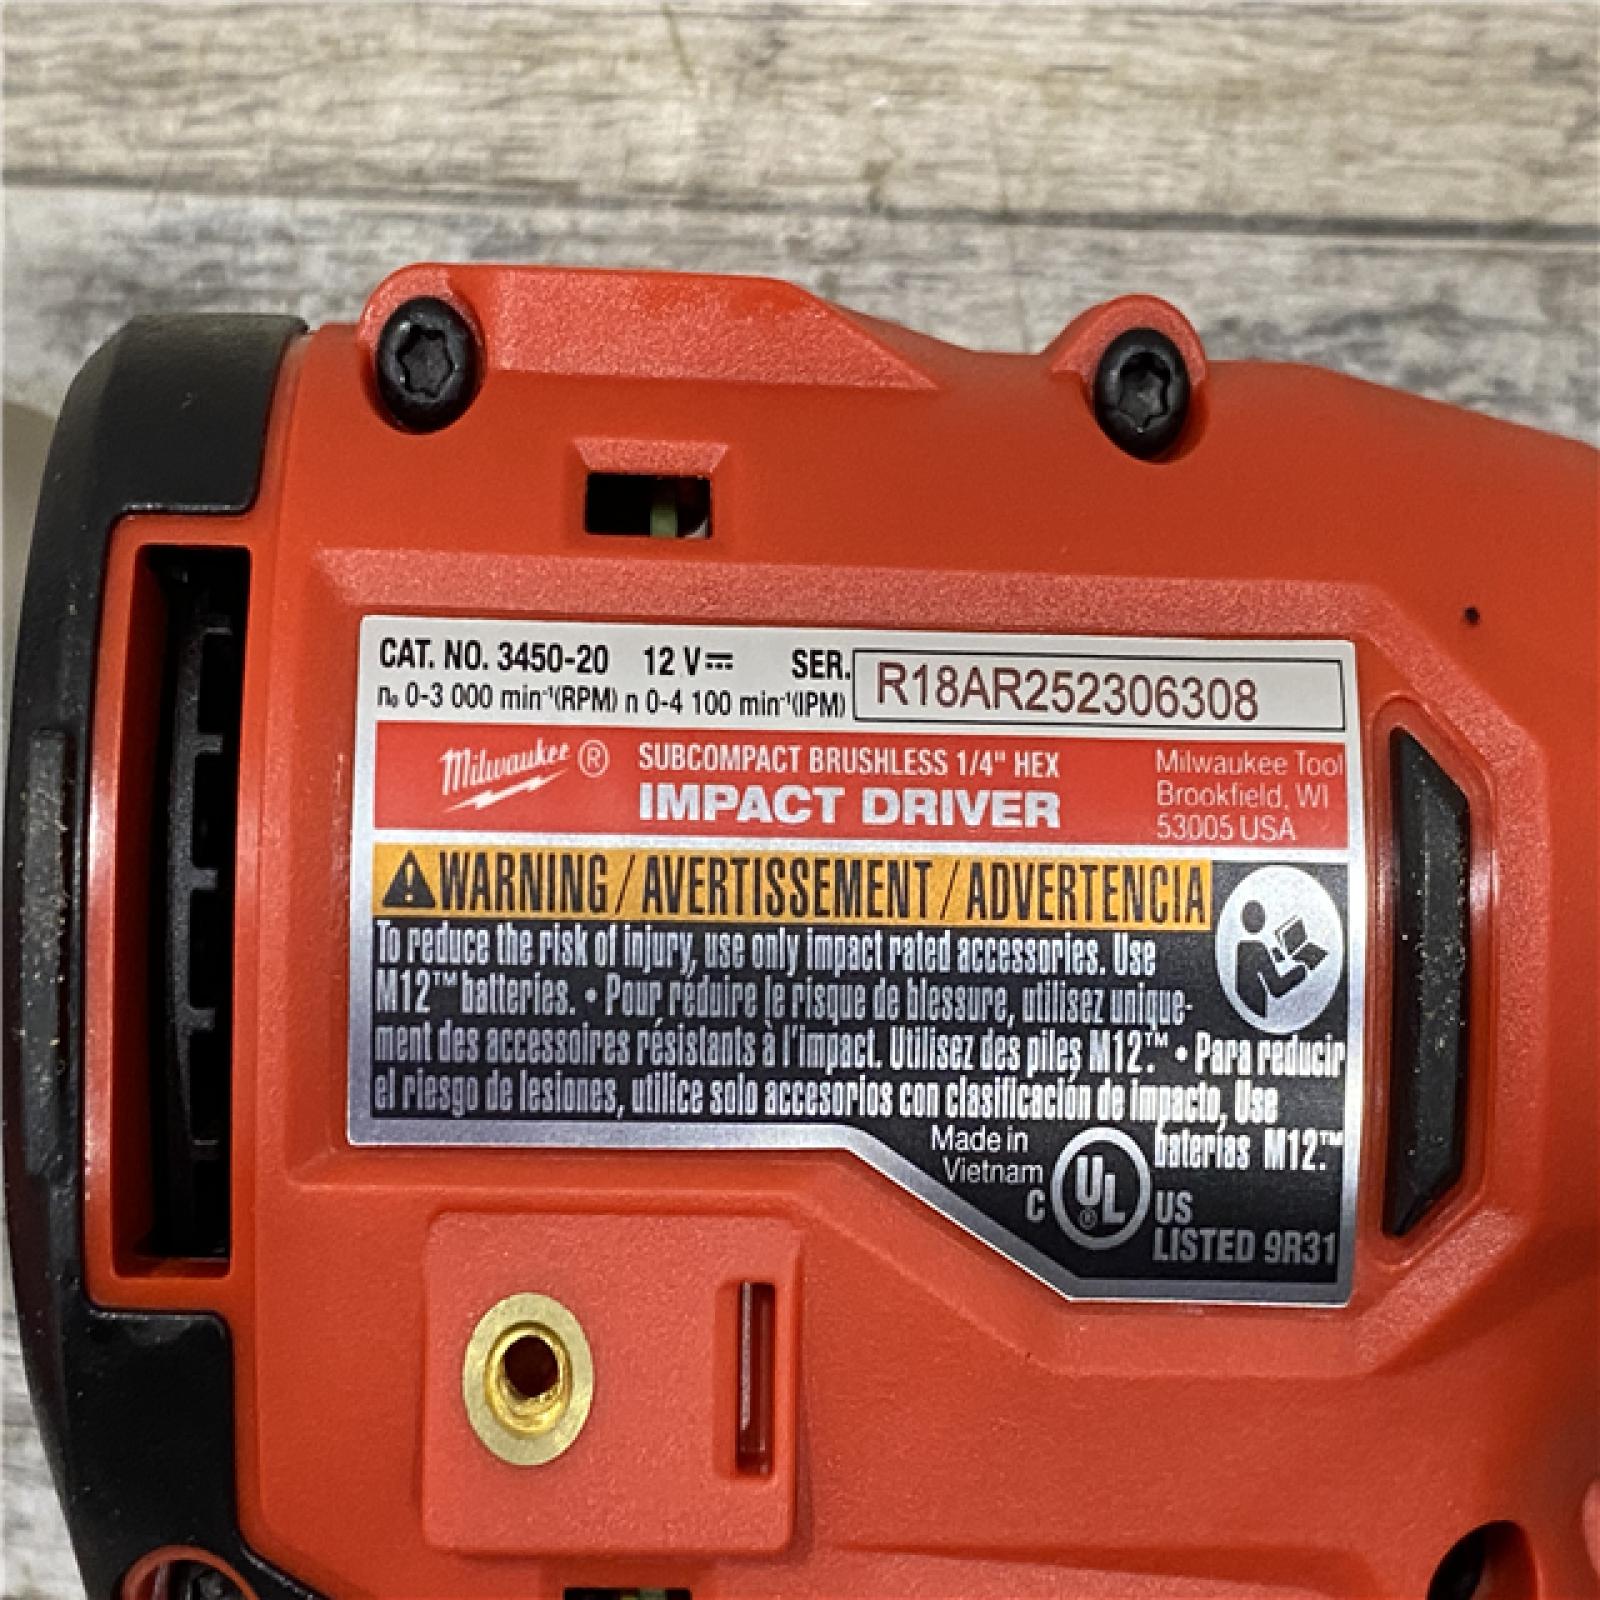 CAT. NO. 3450-20 12 V⎓ SER. R18AR252306308
n₀ 0-3 000 min⁻¹(RPM) n 0-4 100 min⁻¹(IPM)
Milwaukee ® SUBCOMPACT BRUSHLESS 1/4" HEX
IMPACT DRIVER
Milwaukee Tool
Brookfield, WI
53005 USA
⚠WARNING / AVERTISSEMENT / ADVERTENCIA
To reduce the risk of injury, use only impact rated accessories. Use
M12™ batteries. • Pour réduire le risque de blessure, utilisez unique-
ment des accessoires résistants à l'impact. Utilisez des piles M12.™ • Para reducir
el riesgo de lesiones, utilice solo accesorios con clasificación de impacto, Use
baterías M12.™
Made in
Vietnam
C UL ® US
LISTED 9R31